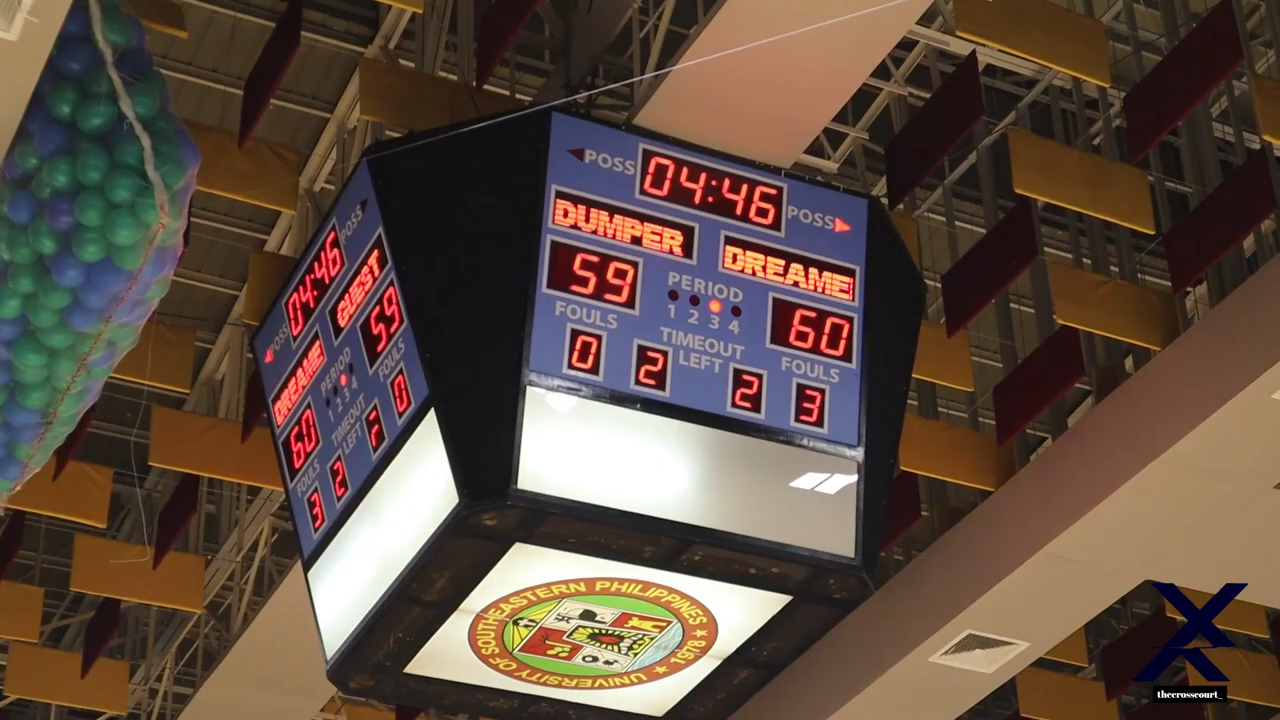 POSS 04:46 POSS
DUMPER DREAME
59 PERIOD 60
1 2 3 4
FOULS TIMEOUT LEFT FOULS
0 2 2 3
POSS 04:46 POSS
DREAME GUEST
60 PERIOD 59
1 2 3 4
FOULS TIMEOUT LEFT FOULS
3 2 0
UNIVERSITY OF SOUTHEASTERN PHILIPPINES
1978
thecrosscourt_